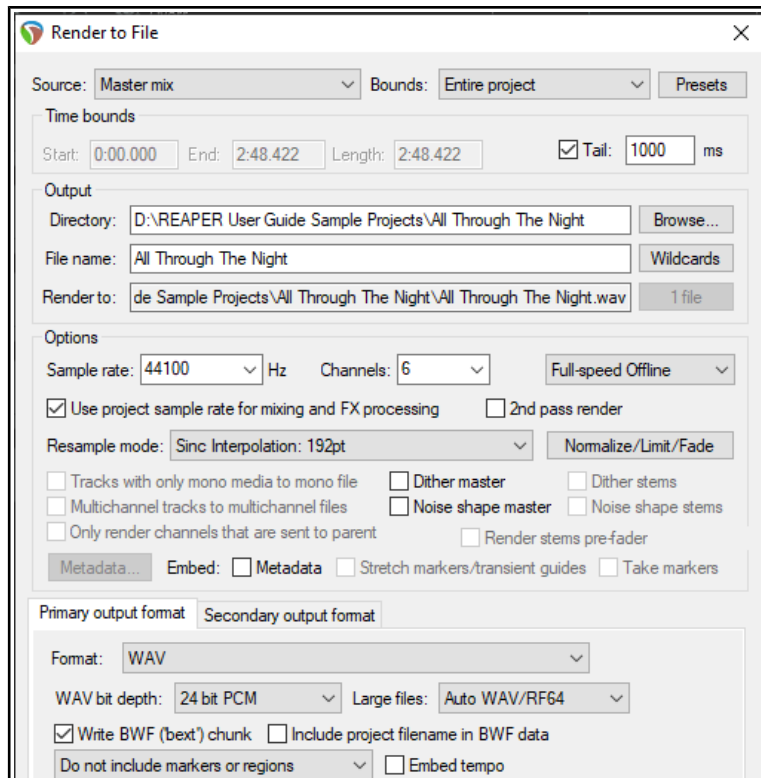 Render to File
Source: Master mix Bounds: Entire project Presets
Time bounds
Start: 0:00.000 End: 2:48.422 Length: 2:48.422 Tail: 1000 ms
Output
Directory: D:\REAPER User Guide Sample Projects\All Through The Night Browse...
File name: All Through The Night Wildcards
Render to: de Sample Projects\All Through The Night\All Through The Night.wav 1 file
Options
Sample rate: 44100 Hz Channels: 6 Full-speed Offline
Use project sample rate for mixing and FX processing 2nd pass render
Resample mode: Sinc Interpolation: 192pt Normalize/Limit/Fade
Tracks with only mono media to mono file Dither master Dither stems
Multichannel tracks to multichannel files Noise shape master Noise shape stems
Only render channels that are sent to parent Render stems pre-fader
Metadata... Embed: Metadata Stretch markers/transient guides Take markers
Primary output format Secondary output format
Format: WAV
WAV bit depth: 24 bit PCM Large files: Auto WAV/RF64
Write BWF ('bext') chunk Include project filename in BWF data
Do not include markers or regions Embed tempo